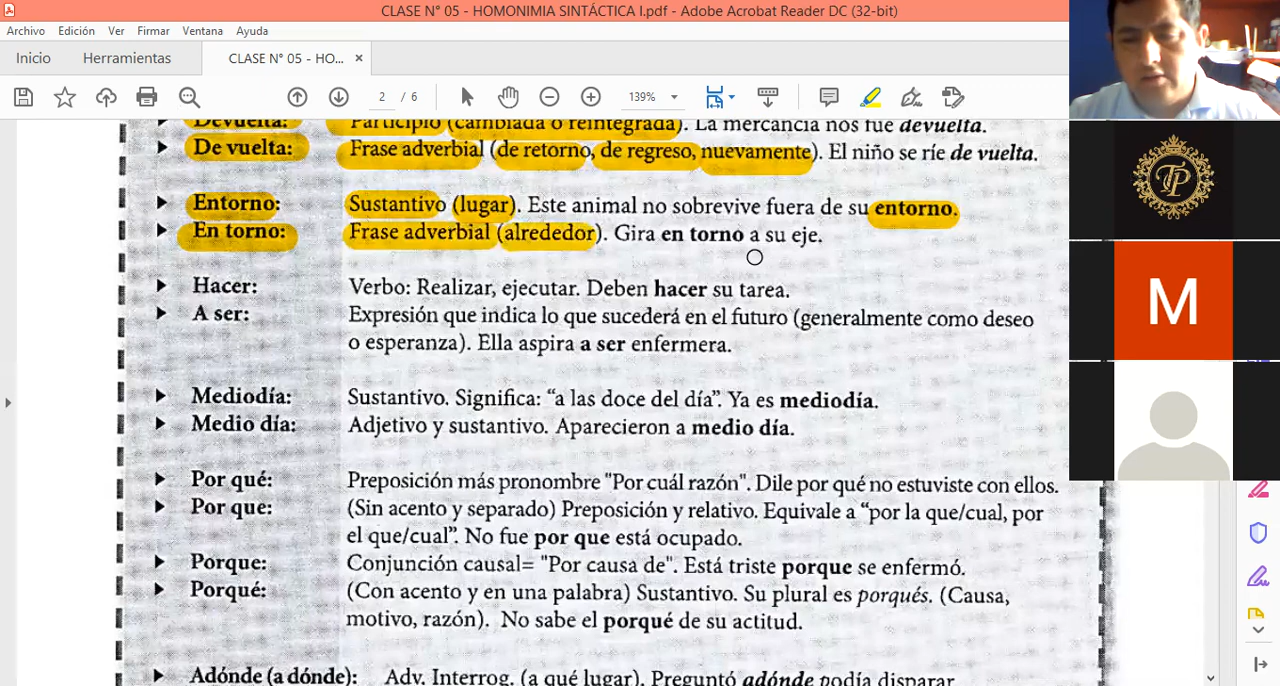 CLASE N° 05 - HOMONIMIA SINTÁCTICA I.pdf - Adobe Acrobat Reader DC (32-bit)
Archivo Edición Ver Firmar Ventana Ayuda
Inicio Herramientas CLASE N° 05 - HO... ×
2 / 6 139%
Devuelta: Participio (cambiada o reintegrada). La mercancía nos fue devuelta.
De vuelta: Frase adverbial (de retorno, de regreso, nuevamente). El niño se ríe de vuelta.
Entorno: Sustantivo (lugar). Este animal no sobrevive fuera de su entorno.
En torno: Frase adverbial (alrededor). Gira en torno a su eje.
Hacer: Verbo: Realizar, ejecutar. Deben hacer su tarea.
A ser: Expresión que indica lo que sucederá en el futuro (generalmente como deseo
o esperanza). Ella aspira a ser enfermera.
Mediodía: Sustantivo. Significa: “a las doce del día”. Ya es mediodía.
Medio día: Adjetivo y sustantivo. Aparecieron a medio día.
Por qué: Preposición más pronombre "Por cuál razón". Dile por qué no estuviste con ellos.
Por que: (Sin acento y separado) Preposición y relativo. Equivale a “por la que/cual, por
el que/cual”. No fue por que está ocupado.
Porque: Conjunción causal= "Por causa de". Está triste porque se enfermó.
Porqué: (Con acento y en una palabra) Sustantivo. Su plural es porqués. (Causa,
motivo, razón). No sabe el porqué de su actitud.
Adónde (a dónde): Adv. Interrog. (a qué lugar). Preguntó adónde podía disparar
TP
M